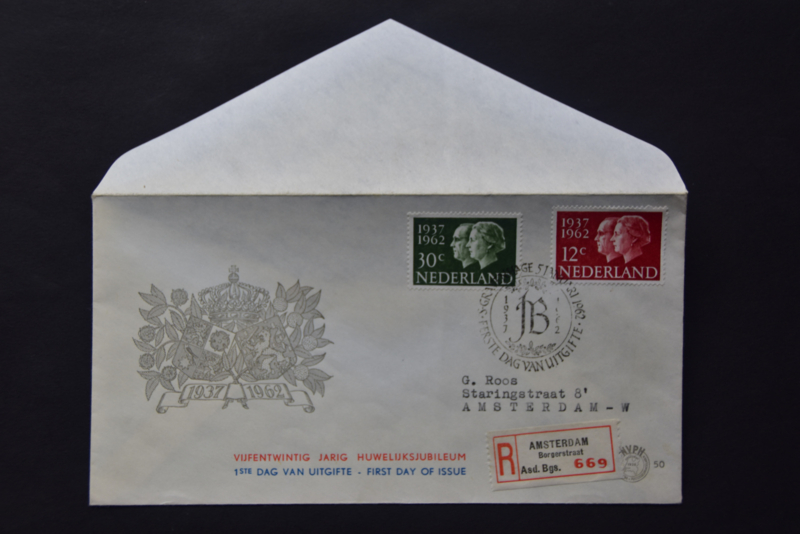 1937
1962
30c
NEDERLAND
1937
1962
12c
NEDERLAND
1962
1937
JB
EERSTE DAG VAN UITGIFTE
G. Roos
Staringstraat 8'
AMSTERDAM-W
1937 1962
VIJFENTWINTIG JARIG HUWELIJKSJUBILEUM
1STE DAG VAN UITGIFTE - FIRST DAY OF ISSUE
R
AMSTERDAM
Borgerstraat
Asd. Bgs. 669
NVPH
50